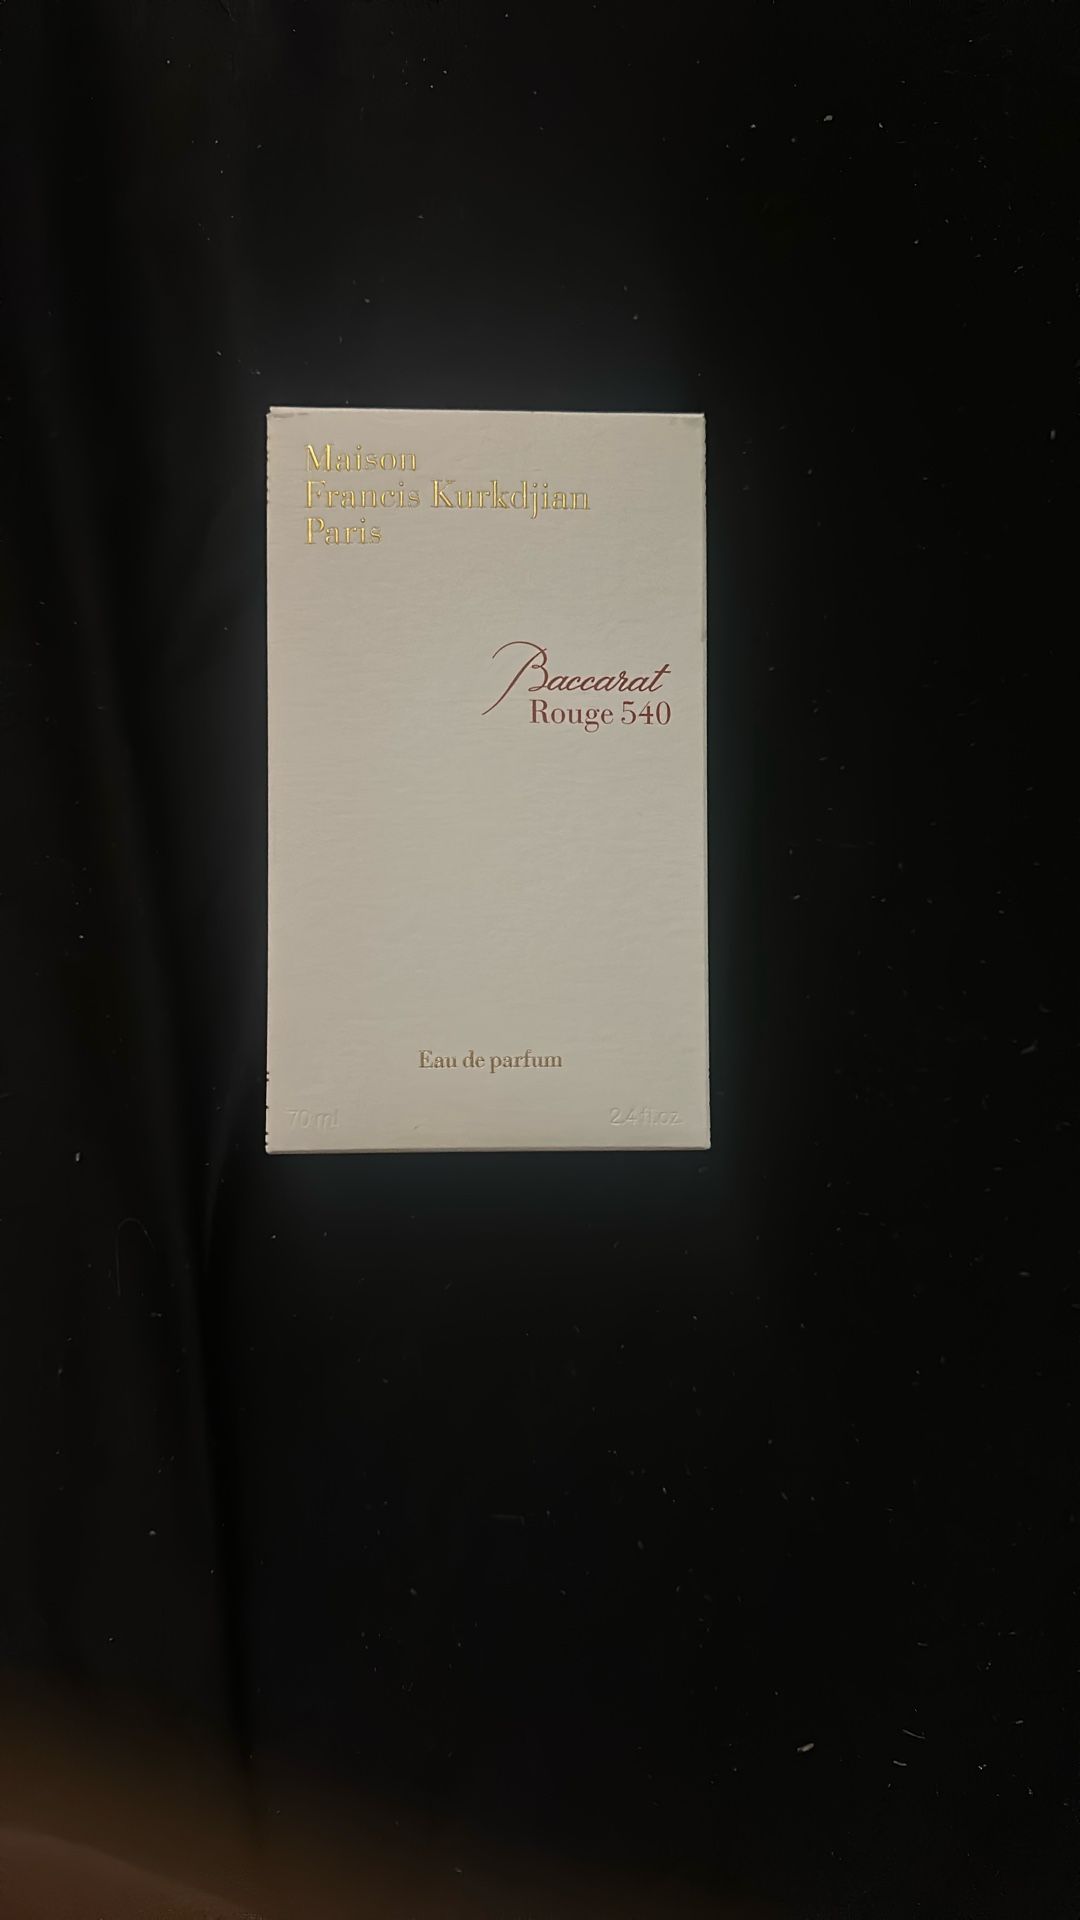 Maison
Francis Kurkdjian
Paris
Baccarat
Rouge 540
Eau de parfum
70 ml 2.4 fl.oz.